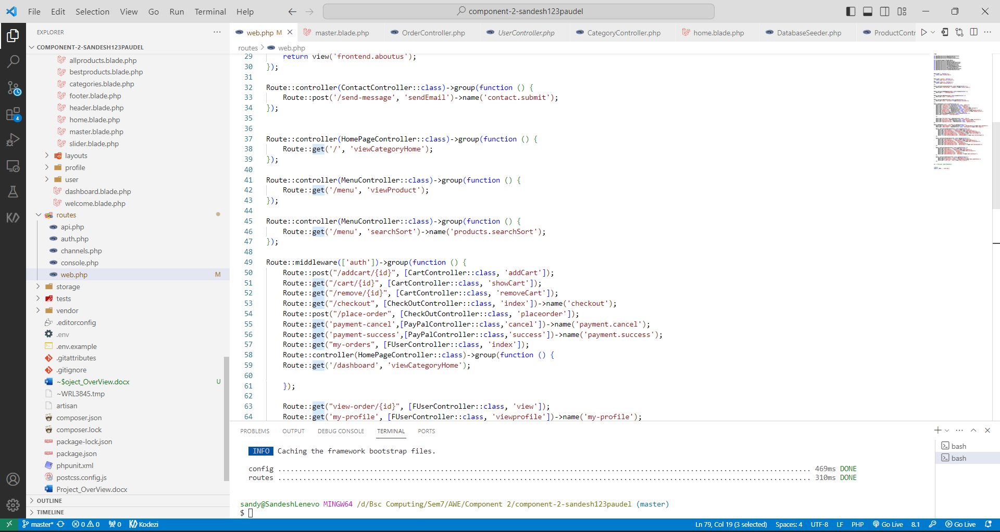 File Edit Selection View Go Run Terminal Help
component-2-sandesh123paudel
EXPLORER
COMPONENT-2-SANDESH123PAUDEL
allproducts.blade.php
bestproducts.blade.php
categories.blade.php
footer.blade.php
header.blade.php
home.blade.php
master.blade.php
slider.blade.php
layouts
profile
user
dashboard.blade.php
welcome.blade.php
routes
api.php
auth.php
channels.php
console.php
web.php M
storage
tests
vendor
.editorconfig
.env
.env.example
.gitattributes
.gitignore
~$oject_OverView.docx U
~WRL3845.tmp
artisan
composer.json
composer.lock
package-lock.json
package.json
phpunit.xml
postcss.config.js
Project_OverView.docx
OUTLINE
TIMELINE
4
web.php M master.blade.php OrderController.php UserController.php CategoryController.php home.blade.php DatabaseSeeder.php ProductContr
routes > web.php
29 return view('frontend.aboutus');
30 });
31
32 Route::controller(ContactController::class)->group(function () {
33 Route::post('/send-message', 'sendEmail')->name('contact.submit');
34 });
35
36
37 Route::controller(HomePageController::class)->group(function () {
38 Route::get('/', 'viewCategoryHome');
39 });
40
41 Route::controller(MenuController::class)->group(function () {
42 Route::get('/menu', 'viewProduct');
43 });
44
45 Route::controller(MenuController::class)->group(function () {
46 Route::get('/menu', 'searchSort')->name('products.searchSort');
47 });
48
49 Route::middleware(['auth'])->group(function () {
50 Route::post("/addcart/{id}", [CartController::class, 'addCart']);
51 Route::get("/cart/{id}", [CartController::class, 'showCart']);
52 Route::get("/remove/{id}", [CartController::class, 'removeCart']);
53 Route::get("/checkout", [CheckOutController::class, 'index'])->name('checkout');
54 Route::post("/place-order", [CheckOutController::class, 'placeorder']);
55 Route::get('payment-cancel',[PayPalController::class,'cancel'])->name('payment.cancel');
56 Route::get('payment-success',[PayPalController::class,'success'])->name('payment.success');
57 Route::get("my-orders", [FUserController::class, 'index']);
58 Route::controller(HomePageController::class)->group(function () {
59 Route::get('/dashboard', 'viewCategoryHome');
60
61 });
62
63 Route::get("view-order/{id}", [FUserController::class, 'view']);
64 Route::get('my-profile', [FUserController::class, 'viewprofile'])->name('my-profile');
PROBLEMS OUTPUT DEBUG CONSOLE TERMINAL PORTS
INFO Caching the framework bootstrap files.
config ................................................................................................................................ 469ms DONE
routes ................................................................................................................................ 310ms DONE
sandy@SandeshLenevo MINGW64 /d/Bsc Computing/Sem7/AWE/Component 2/component-2-sandesh123paudel (master)
$
bash
bash
master* 0 0 0 Kodezi Ln 79, Col 19 (3 selected) Spaces: 4 UTF-8 LF PHP Go Live 8.1 Go Live